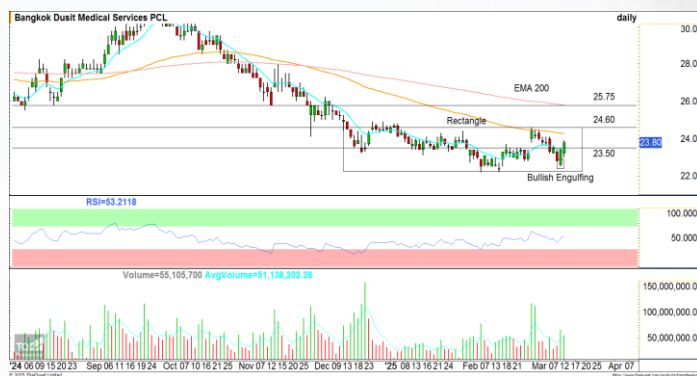 Bangkok Dusit Medical Services PCL
daily
30.0
28.0
EMA 200
25.75
26.0
Rectangle
24.60
24.0
23.80
23.50
22.0
Bullish Engulfing
RSI=53.2118
100.000
50.000
Volume=55,105,700 AvgVolume=51,138,202.29
150,000,000.0
100,000,000.0
50,000,000.0
'24 06 09 15 20 23 Sep 06 11 16 19 24 Oct 07 10 16 21 Nov 07 12 15 20 25 Dec 09 13 18 23 '25 08 13 16 21 24 Feb 07 13 18 21 Mar 07 12 17 20 25 Apr 07